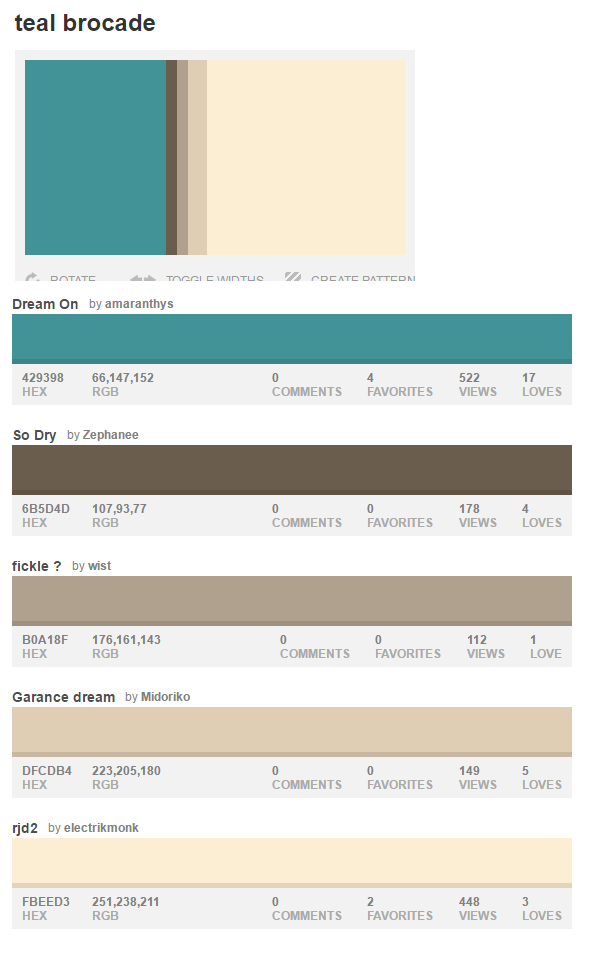 teal brocade
ROTATE TOGGLE WIDTHS CREATE PATTERN
Dream On by amaranthys
429398 66,147,152 0 4 522 17
HEX RGB COMMENTS FAVORITES VIEWS LOVES
So Dry by Zephanee
6B5D4D 107,93,77 0 0 178 4
HEX RGB COMMENTS FAVORITES VIEWS LOVES
fickle ? by wist
B0A18F 176,161,143 0 0 112 1
HEX RGB COMMENTS FAVORITES VIEWS LOVE
Garance dream by Midoriko
DFCDB4 223,205,180 0 0 149 5
HEX RGB COMMENTS FAVORITES VIEWS LOVES
rjd2 by electrikmonk
FBEED3 251,238,211 0 2 448 3
HEX RGB COMMENTS FAVORITES VIEWS LOVES